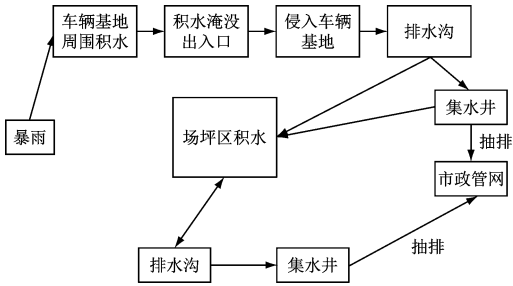 车辆基地
周围积水
积水淹没
出入口
侵入车辆
基地
排水沟
暴雨
场坪区积水
集水井
抽排
市政管网
排水沟
集水井
抽排